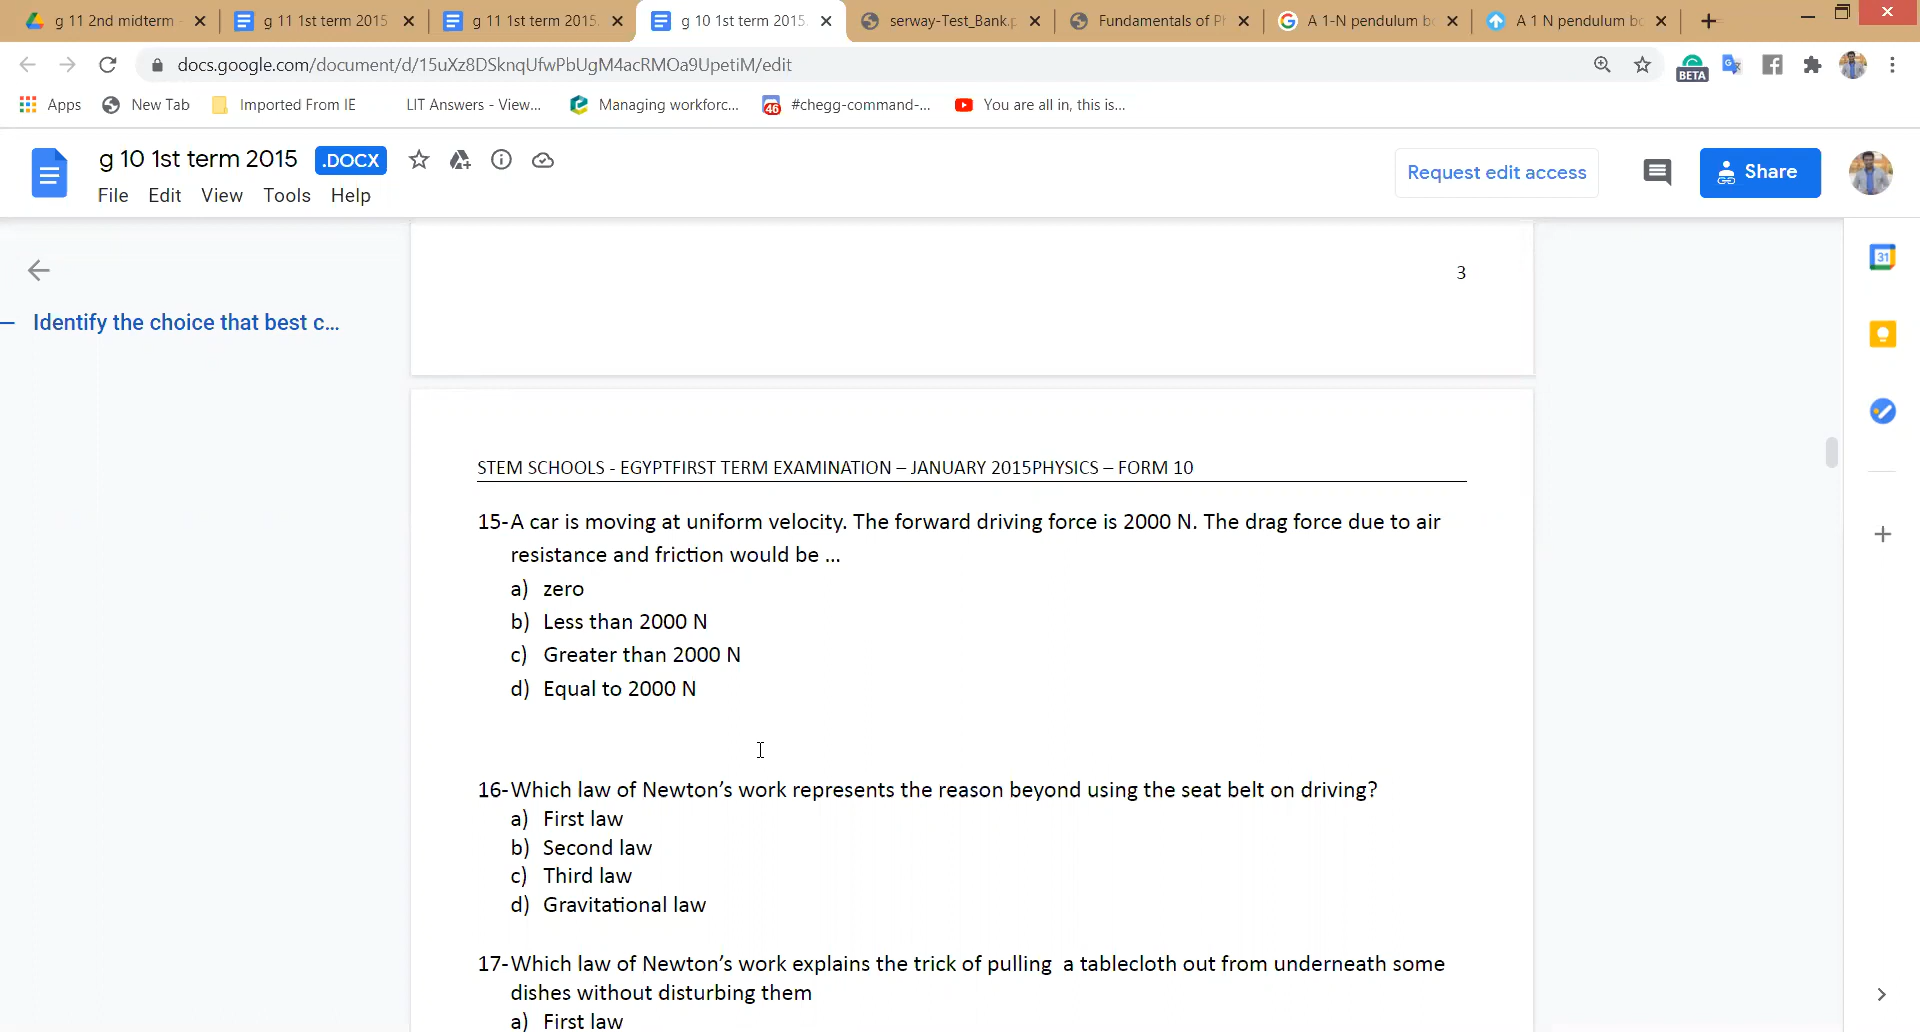 g 11 2nd midterm -
g 11 1st term 2015
g 11 1st term 2015.
g 10 1st term 2015.
serway-Test_Bank.p
Fundamentals of Ph
A 1-N pendulum bo
A 1 N pendulum bo
docs.google.com/document/d/15uXz8DSknqUfwPbUgM4acRMOa9UpetiM/edit
BETA
Apps
New Tab
Imported From IE
LIT Answers - View...
Managing workforc...
46
#chegg-command-...
You are all in, this is...
g 10 1st term 2015
.DOCX
File Edit View Tools Help
Request edit access
Share
31
Identify the choice that best c...
3
STEM SCHOOLS - EGYPTFIRST TERM EXAMINATION – JANUARY 2015PHYSICS – FORM 10
15-A car is moving at uniform velocity. The forward driving force is 2000 N. The drag force due to air
resistance and friction would be ...
a) zero
b) Less than 2000 N
c) Greater than 2000 N
d) Equal to 2000 N
16-Which law of Newton’s work represents the reason beyond using the seat belt on driving?
a) First law
b) Second law
c) Third law
d) Gravitational law
17-Which law of Newton’s work explains the trick of pulling a tablecloth out from underneath some
dishes without disturbing them
a) First law